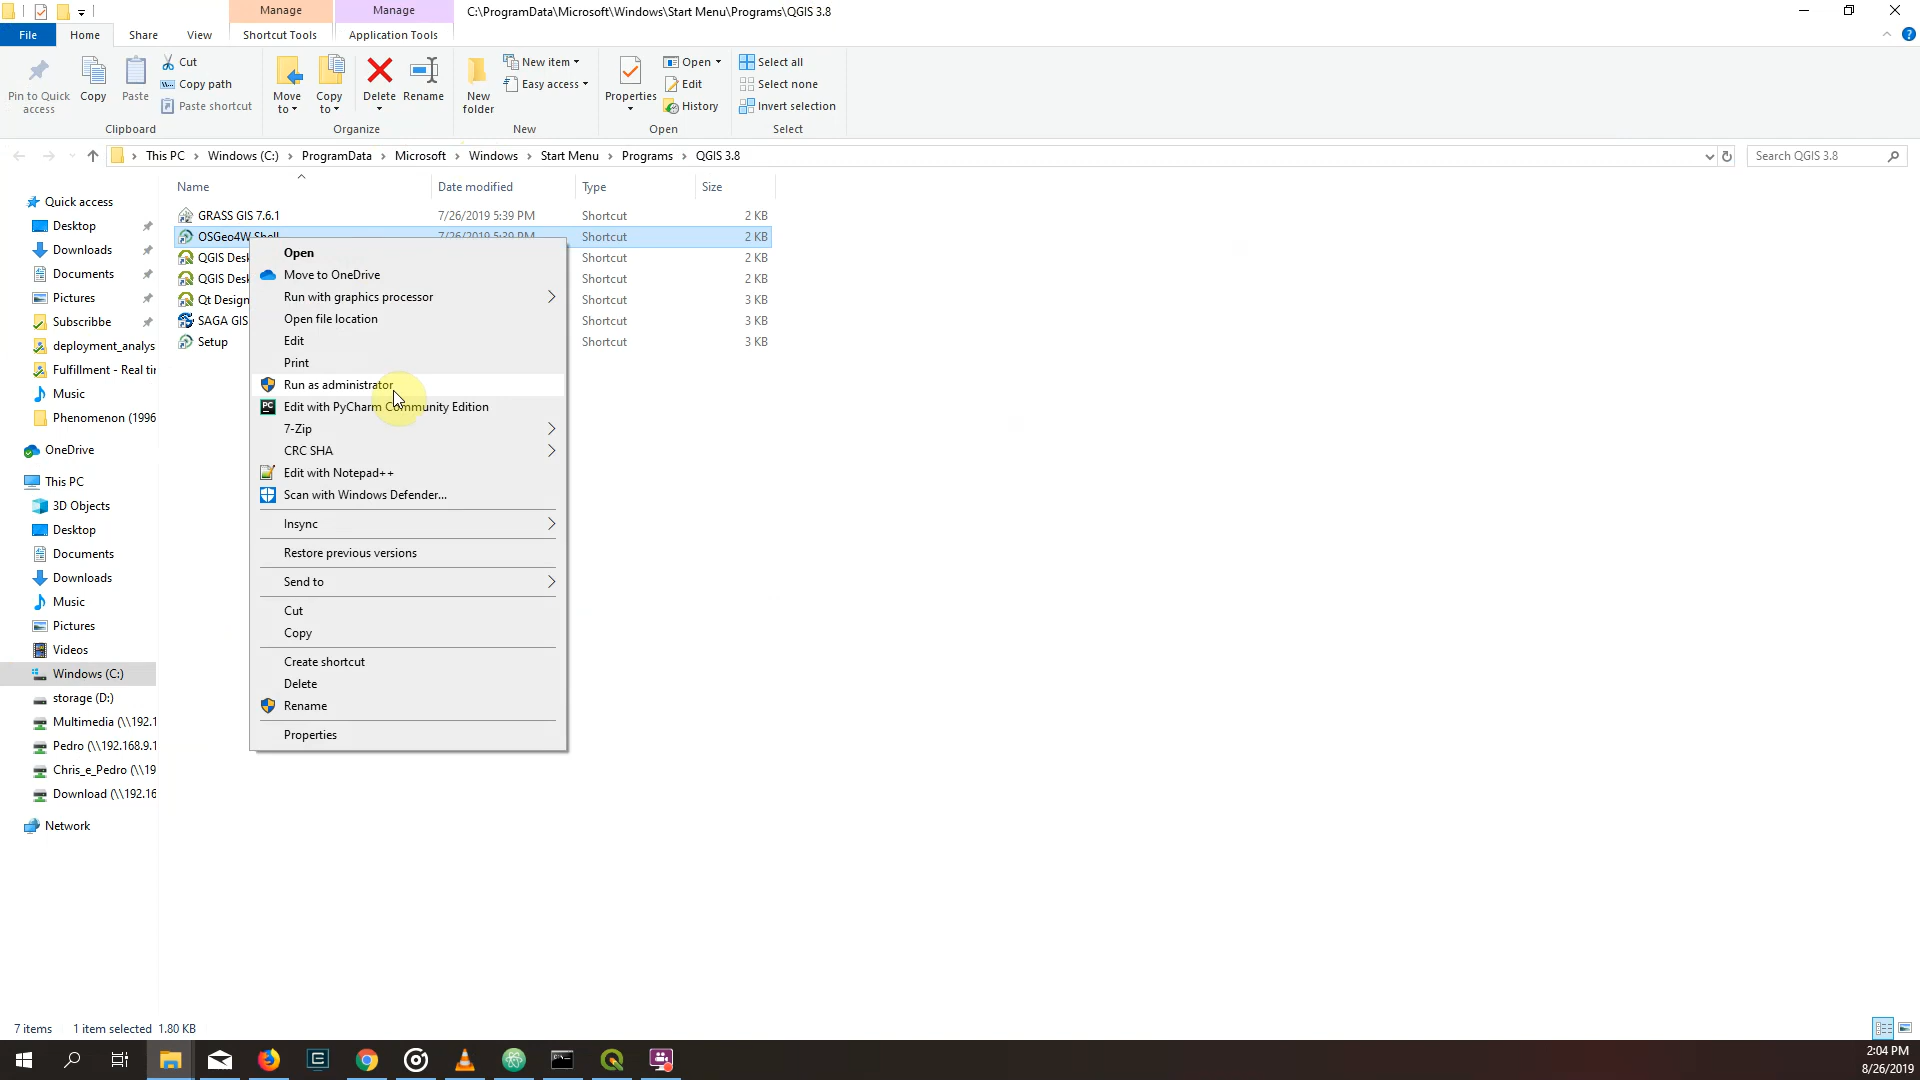 Manage
Manage
C:\ProgramData\Microsoft\Windows\Start Menu\Programs\QGIS 3.8
File
Home
Share
View
Shortcut Tools
Application Tools
Pin to Quick access
Copy
Paste
Cut
Copy path
Paste shortcut
Clipboard
Move to
Copy to
Delete
Rename
Organize
New folder
New item
Easy access
New
Properties
Open
Edit
History
Open
Select all
Select none
Invert selection
Select
This PC > Windows (C:) > ProgramData > Microsoft > Windows > Start Menu > Programs > QGIS 3.8
Search QGIS 3.8
Name
Date modified
Type
Size
GRASS GIS 7.6.1 7/26/2019 5:39 PM Shortcut 2 KB
OSGeo4W Shell 7/26/2019 5:39 PM Shortcut 2 KB
QGIS Desk Shortcut 2 KB
QGIS Desk Shortcut 2 KB
Qt Design Shortcut 3 KB
SAGA GIS Shortcut 3 KB
Setup Shortcut 3 KB
Open
Move to OneDrive
Run with graphics processor
Open file location
Edit
Print
Run as administrator
Edit with PyCharm Community Edition
7-Zip
CRC SHA
Edit with Notepad++
Scan with Windows Defender...
Insync
Restore previous versions
Send to
Cut
Copy
Create shortcut
Delete
Rename
Properties
Quick access
Desktop
Downloads
Documents
Pictures
Subscribbe
deployment_analys
Fulfillment - Real tir
Music
Phenomenon (1996
OneDrive
This PC
3D Objects
Desktop
Documents
Downloads
Music
Pictures
Videos
Windows (C:)
storage (D:)
Multimedia (\\192.1
Pedro (\\192.168.9.1
Chris_e_Pedro (\\19
Download (\\192.16
Network
7 items
1 item selected 1.80 KB
2:04 PM
8/26/2019